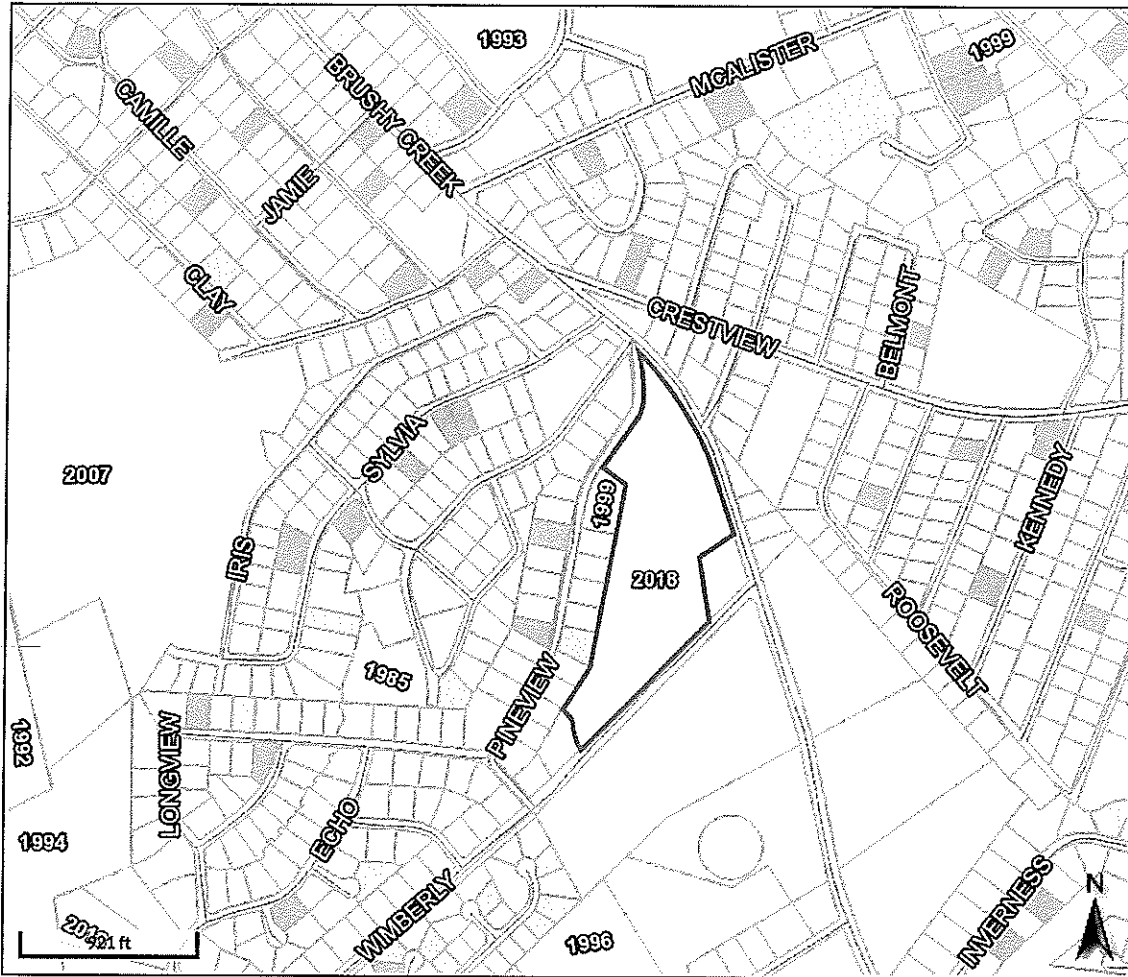 1993
MCALISTER
1999
BRUSHY CREEK
CAMILLE
JAMIE
CLAY
CRESTVIEW
BELMONT
SYLVIA
2007
1999
KENNEDY
IRIS
2018
ROOSEVELT
1985
PINEVIEW
1992
LONGVIEW
ECHO
1994
WIMBERLY
INVERNESS
N
1996
921 ft